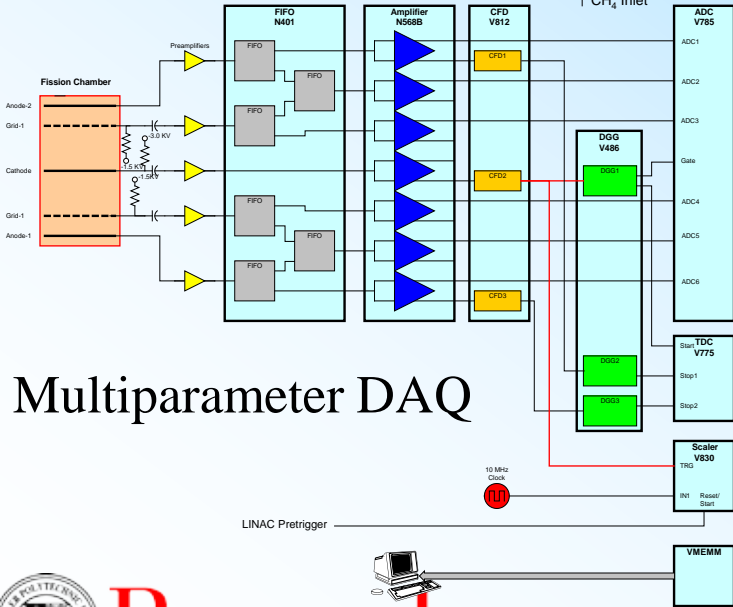 CH4 Inlet
FIFO
N401
Amplifier
N568B
CFD
V812
ADC
V785
Preamplifiers
Fission Chamber
Anode-2
Grid-1
Cathode
Grid-1
Anode-1
-3.0 KV
-1.5 KV
-1.5KV
FIFO
FIFO
FIFO
FIFO
FIFO
FIFO
CFD1
CFD2
CFD3
DGG
V486
DGG1
DGG2
DGG3
ADC1
ADC2
ADC3
Gate
ADC4
ADC5
ADC6
TDC
V775
Start
Stop1
Stop2
Multiparameter DAQ
Scaler
V830
TRG
IN1
Reset/
Start
10 MHz
Clock
LINAC Pretrigger
VMEMM